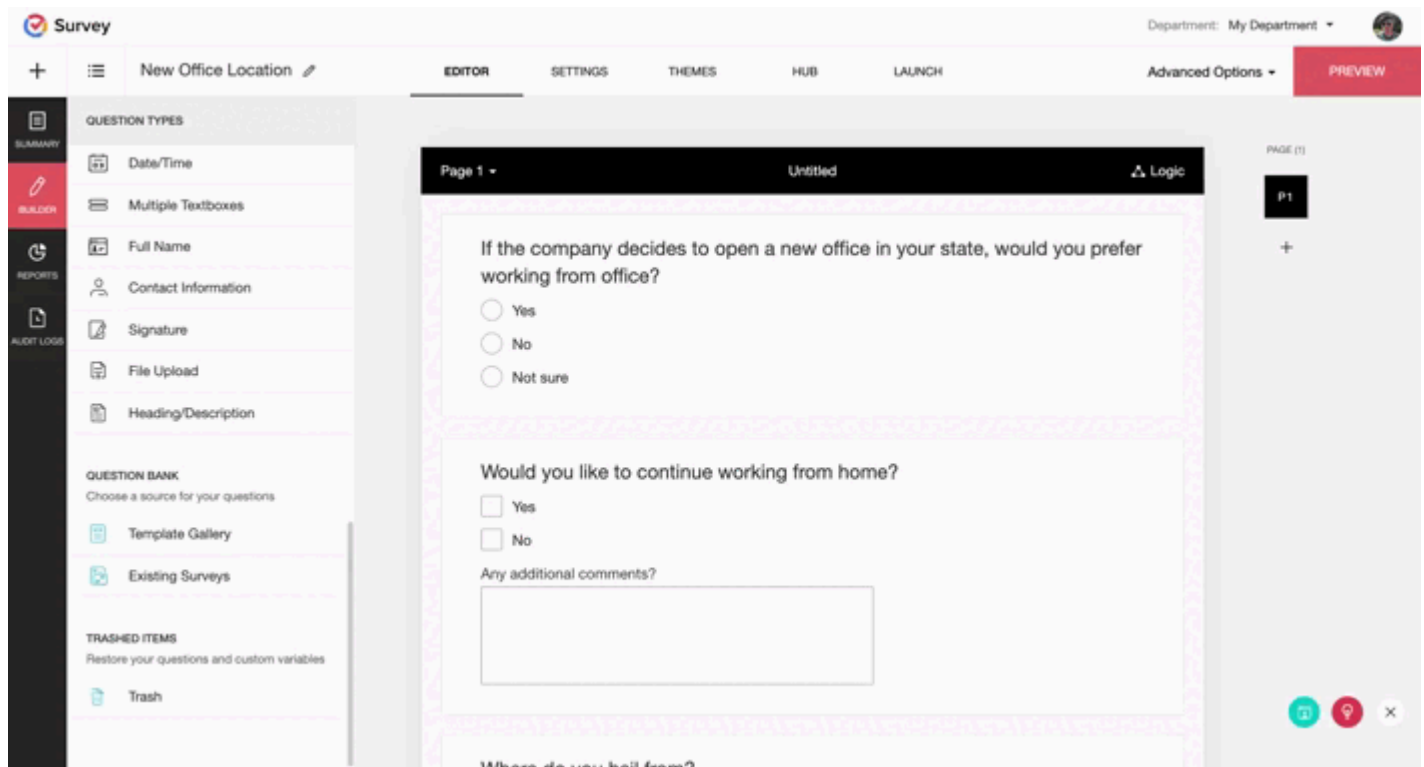 Survey
Department: My Department
New Office Location
EDITOR
SETTINGS
THEMES
HUB
LAUNCH
Advanced Options
PREVIEW
SUMMARY
BUILDER
REPORTS
AUDIT LOGS
QUESTION TYPES
Date/Time
Multiple Textboxes
Full Name
Contact Information
Signature
File Upload
Heading/Description
QUESTION BANK
Choose a source for your questions
Template Gallery
Existing Surveys
TRASHED ITEMS
Restore your questions and custom variables
Trash
Page 1
Untitled
Logic
If the company decides to open a new office in your state, would you prefer
working from office?
Yes
No
Not sure
Would you like to continue working from home?
Yes
No
Any additional comments?
Where do you hail from?
PAGE (1)
P1